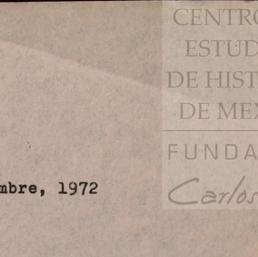 CENTRO
ESTUD
DE HIST
DE MEX
FUNDA
Carlos
mbre, 1972